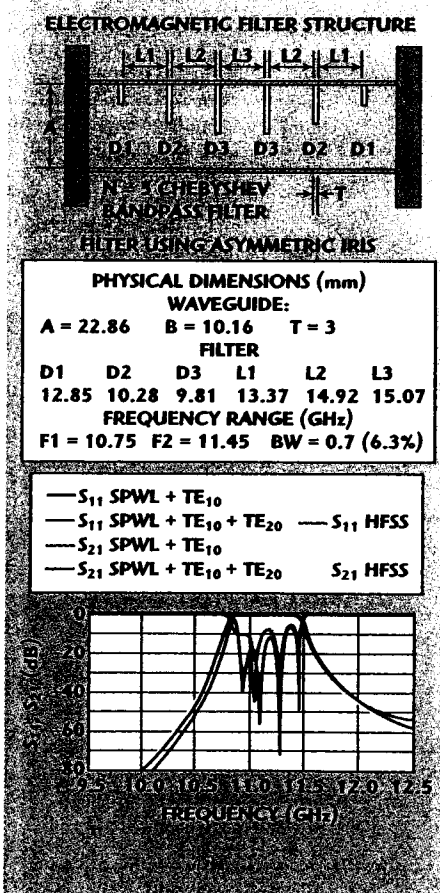 ELECTROMAGNETIC FILTER STRUCTURE
L1 L2 L3 L2 L1
A
D1 D2 D3 D3 D2 D1
N = 5 CHEBYSHEV
BANDPASS FILTER
T
FILTER USING ASYMMETRIC IRIS
PHYSICAL DIMENSIONS (mm)
WAVEGUIDE:
A = 22.86 B = 10.16 T = 3
FILTER
D1 D2 D3 L1 L2 L3
12.85 10.28 9.81 13.37 14.92 15.07
FREQUENCY RANGE (GHz)
F1 = 10.75 F2 = 11.45 BW = 0.7 (6.3%)
S11 SPWL + TE10
S11 SPWL + TE10 + TE20 S11 HFSS
S21 SPWL + TE10
S21 SPWL + TE10 + TE20 S21 HFSS
S11, S21 (dB)
0
20
40
60
80
9.5 10.0 10.5 11.0 11.5 12.0 12.5
FREQUENCY (GHz)